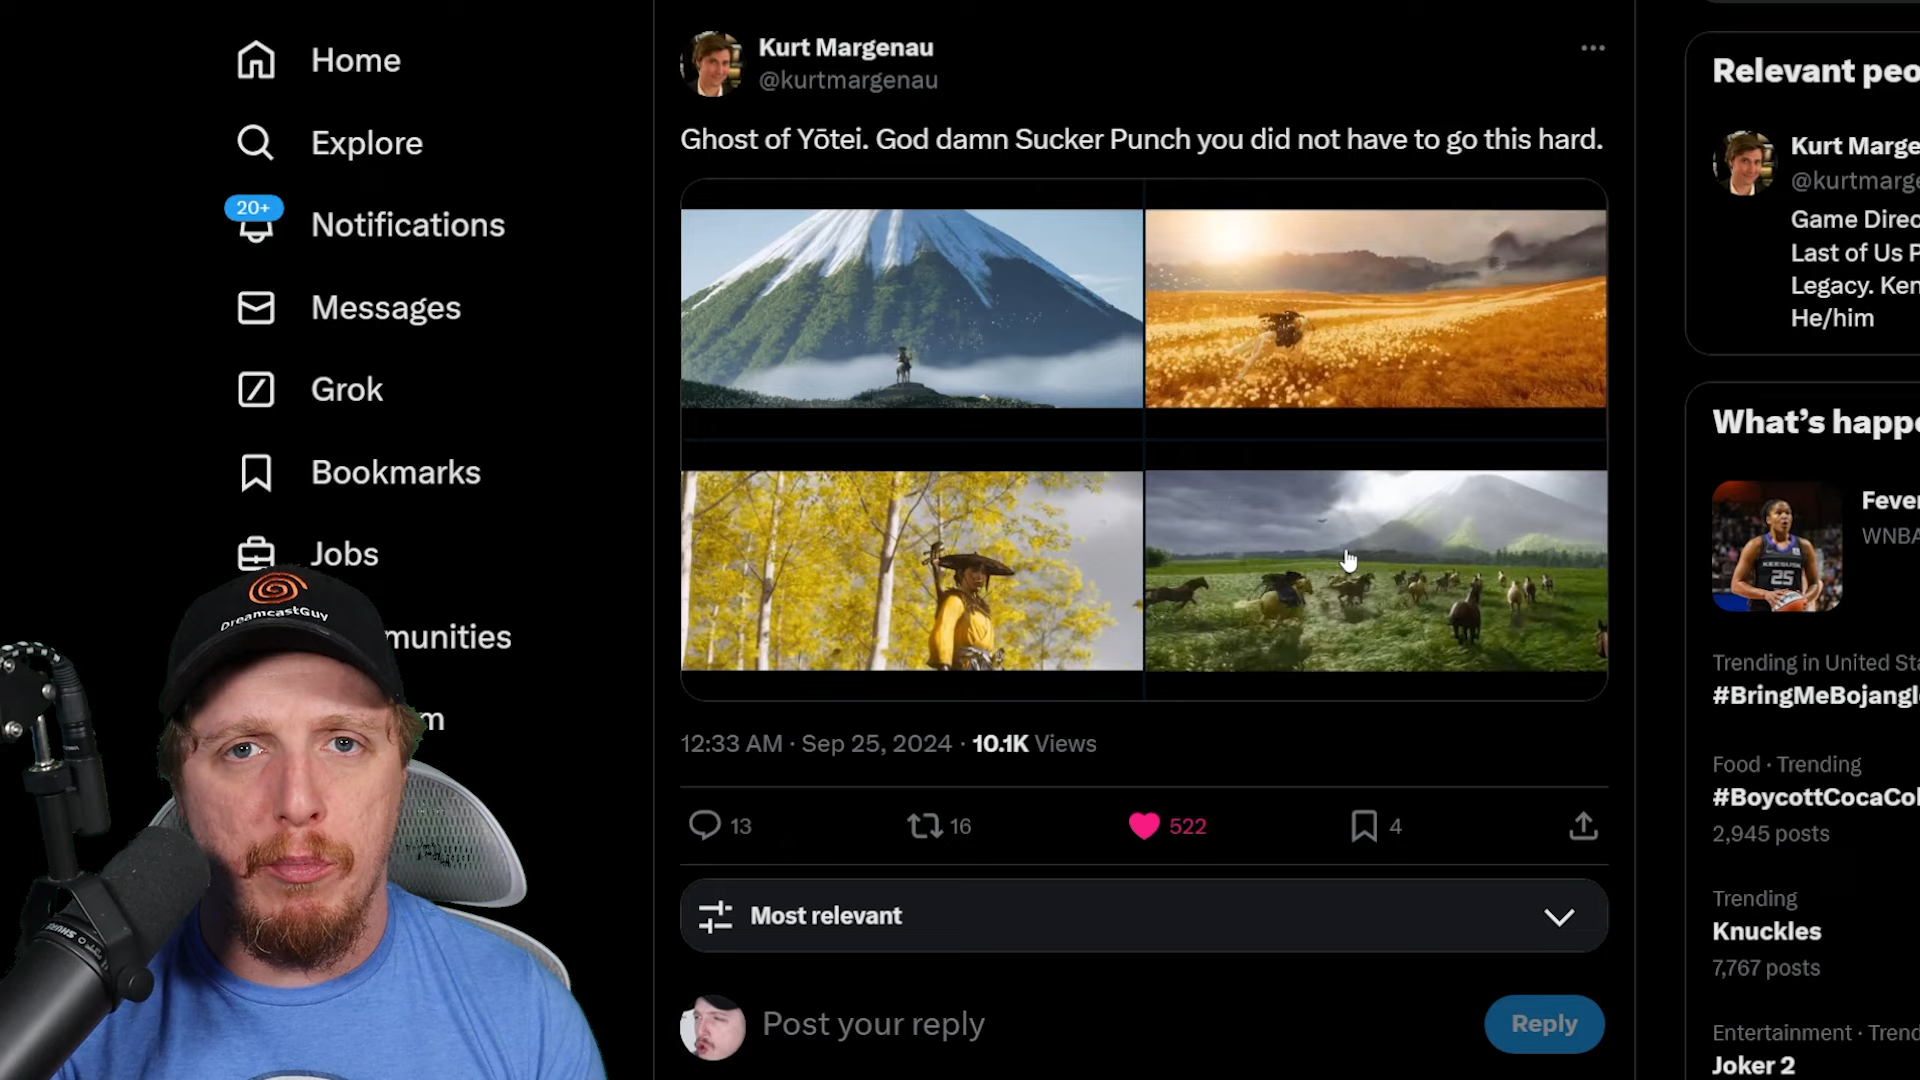 Home
Explore
20+
Notifications
Messages
Grok
Bookmarks
Jobs
munities
m
DreamcastGuy
SHURE
Kurt Margenau
@kurtmargenau
Ghost of Yōtei. God damn Sucker Punch you did not have to go this hard.
12:33 AM · Sep 25, 2024 · 10.1K Views
13
16
522
4
Most relevant
Post your reply
Reply
Relevant peo
Kurt Marge
@kurtmarge
Game Direc
Last of Us P
Legacy. Ken
He/him
What's happe
25
Fever
WNBA
Trending in United Sta
#BringMeBojangl
Food · Trending
#BoycottCocaCol
2,945 posts
Trending
Knuckles
7,767 posts
Entertainment · Trend
Joker 2